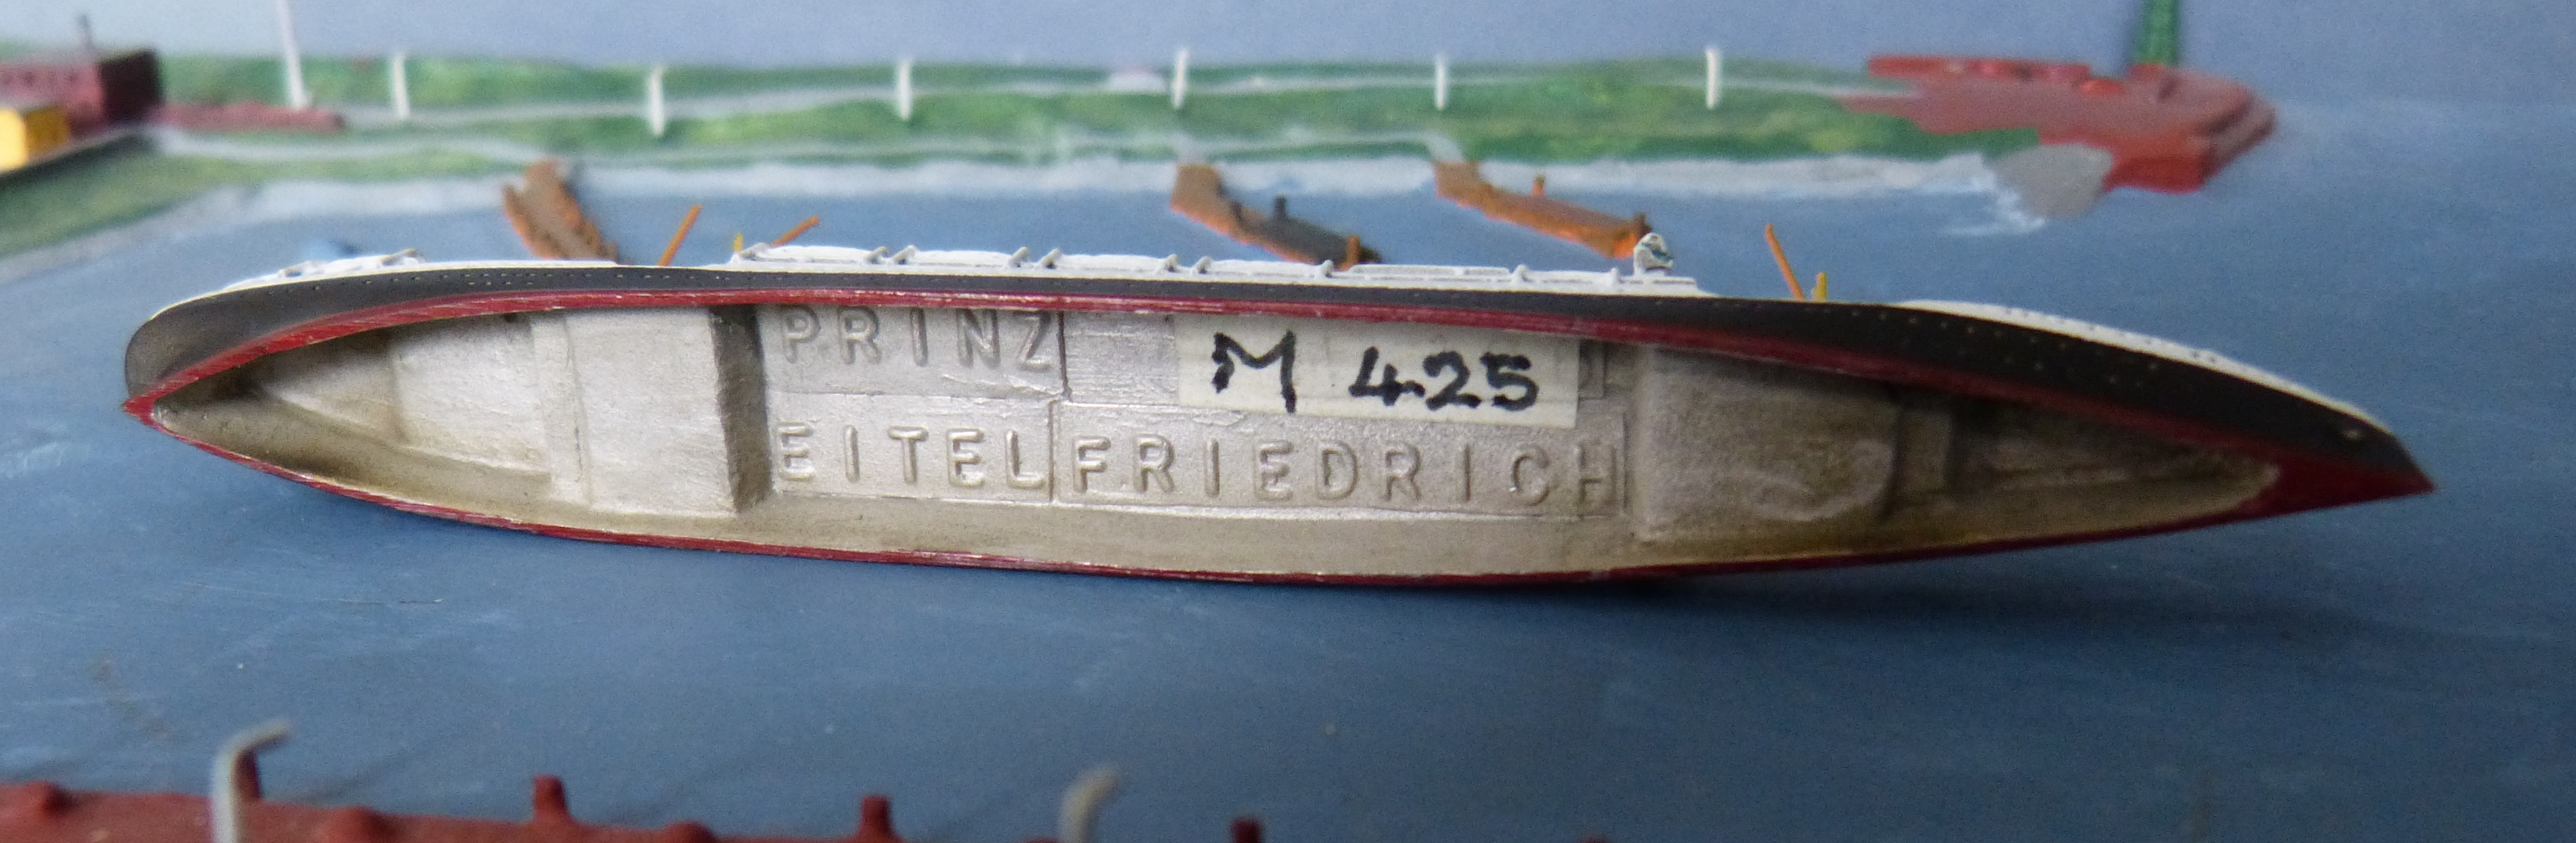 PRINZ
M 425
EITEL FRIEDRICH